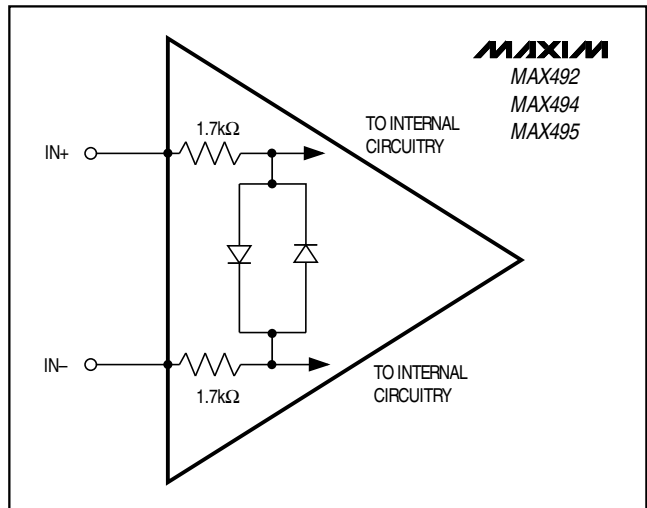 MAXIM
MAX492
MAX494
MAX495
1.7kΩ
TO INTERNAL
CIRCUITRY
IN+
IN–
1.7kΩ
TO INTERNAL
CIRCUITRY